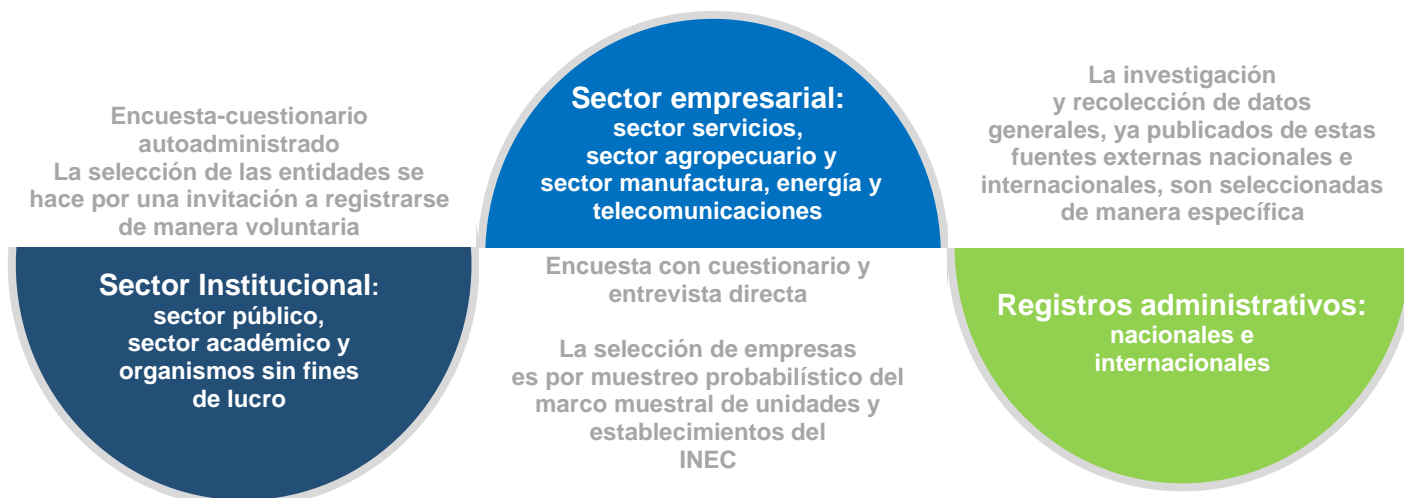 Encuesta-cuestionario
autoadministrado
La selección de las entidades se
hace por una invitación a registrarse
de manera voluntaria
Sector Institucional:
sector público,
sector académico y
organismos sin fines
de lucro
Sector empresarial:
sector servicios,
sector agropecuario y
sector manufactura, energía y
telecomunicaciones
Encuesta con cuestionario y
entrevista directa
La selección de empresas
es por muestreo probabilístico del
marco muestral de unidades y
establecimientos del
INEC
La investigación
y recolección de datos
generales, ya publicados de estas
fuentes externas nacionales e
internacionales, son seleccionadas
de manera específica
Registros administrativos:
nacionales e
internacionales